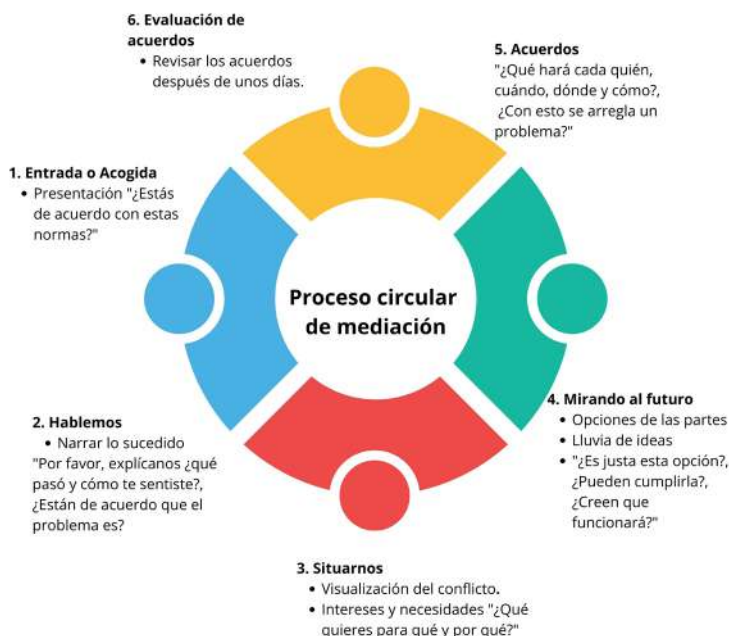 Proceso circular
de mediación
1. Entrada o Acogida
• Presentación "¿Estás
de acuerdo con estas
normas?"
2. Hablemos
• Narrar lo sucedido
"Por favor, explícanos ¿qué
pasó y cómo te sentiste?,
¿Están de acuerdo que el
problema es?
3. Situarnos
• Visualización del conflicto.
• Intereses y necesidades "¿Qué
quieres para qué y por qué?"
4. Mirando al futuro
• Opciones de las partes
• Lluvia de ideas
• "¿Es justa esta opción?,
¿Pueden cumplirla?,
¿Creen que
funcionará?"
5. Acuerdos
"¿Qué hará cada quién,
cuándo, dónde y cómo?,
¿Con esto se arregla un
problema?"
6. Evaluación de
acuerdos
• Revisar los acuerdos
después de unos días.